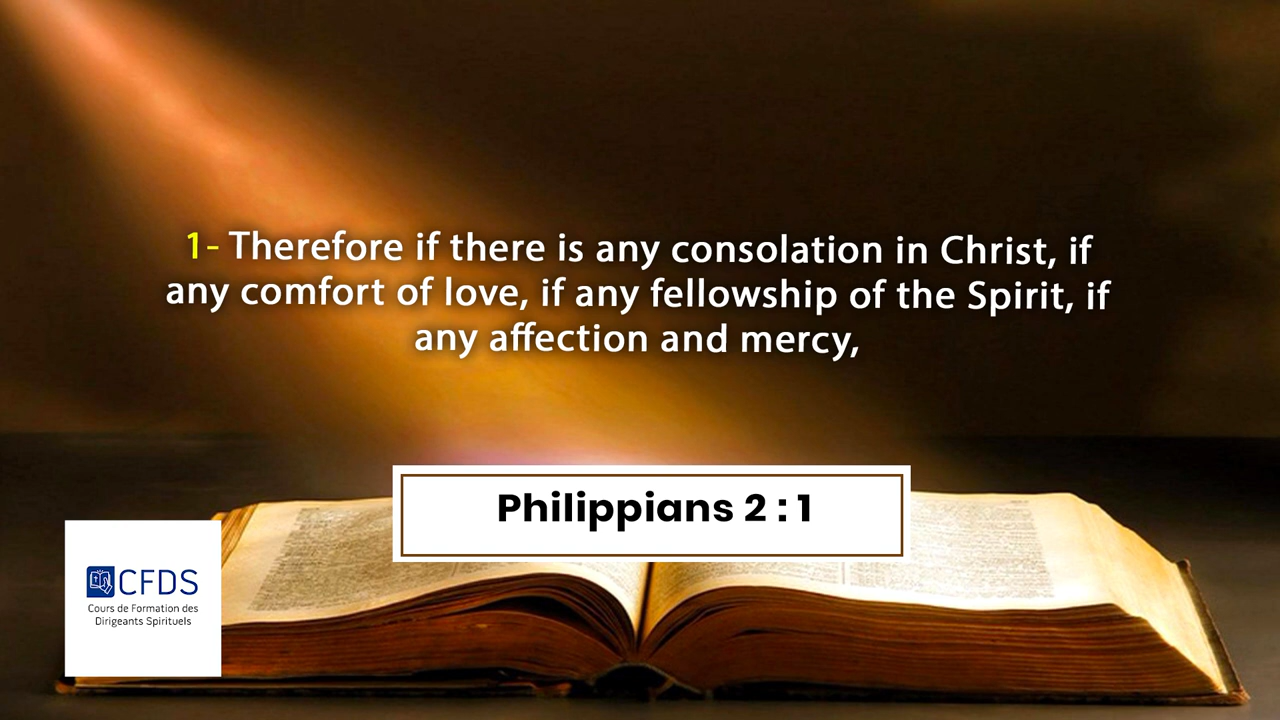 1- Therefore if there is any consolation in Christ, if
any comfort of love, if any fellowship of the Spirit, if
any affection and mercy,
Philippians 2 : 1
CFDS
Cours de Formation des
Dirigeants Spirituels